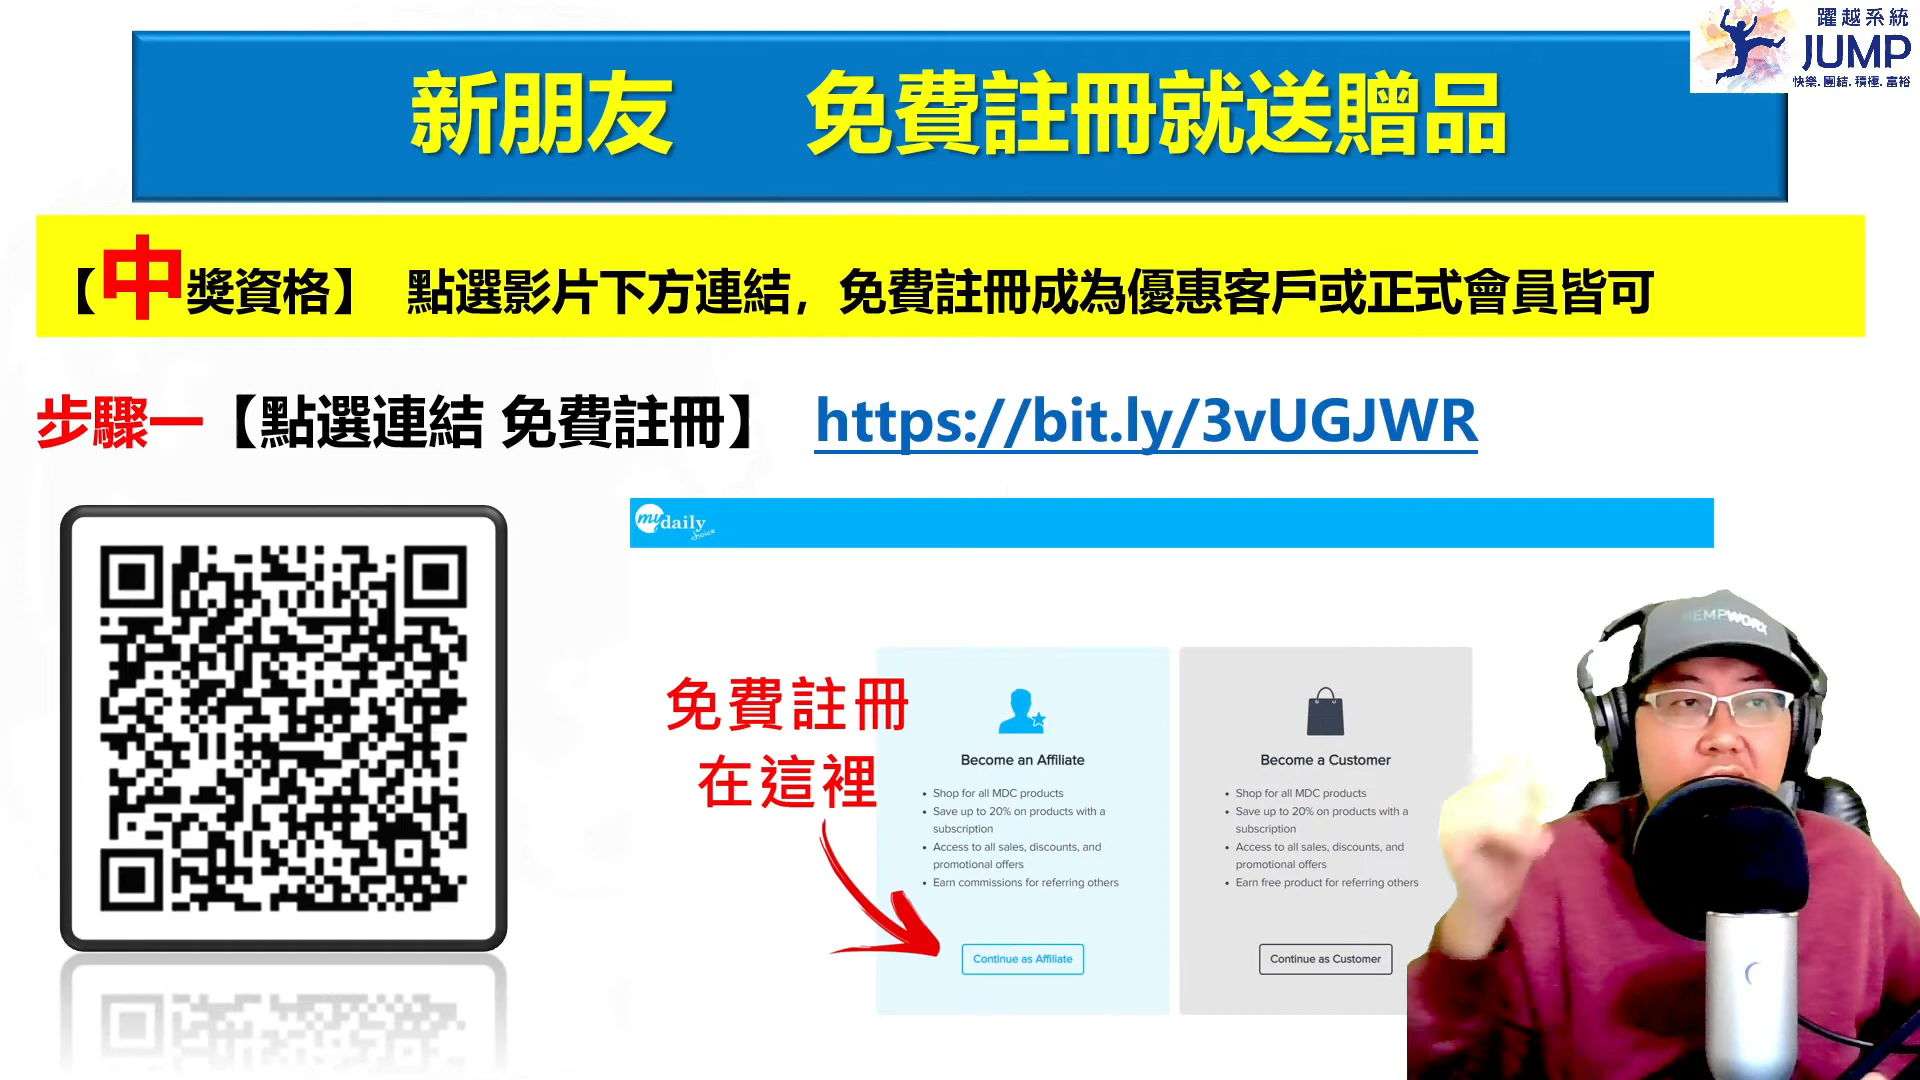 躍越系統
JUMP
快樂.團結.積極.富裕
新朋友 免費註冊就送贈品
【中獎資格】 點選影片下方連結，免費註冊成為優惠客戶或正式會員皆可
步驟一【點選連結 免費註冊】 https://bit.ly/3vUGJWR
my daily choice
免費註冊
在這裡
Become an Affiliate
• Shop for all MDC products
• Save up to 20% on products with a
subscription
• Access to all sales, discounts, and
promotional offers
• Earn commissions for referring others
Continue as Affiliate
Become a Customer
• Shop for all MDC products
• Save up to 20% on products with a
subscription
• Access to all sales, discounts, and
promotional offers
• Earn free product for referring others
Continue as Customer
HEMPWORX